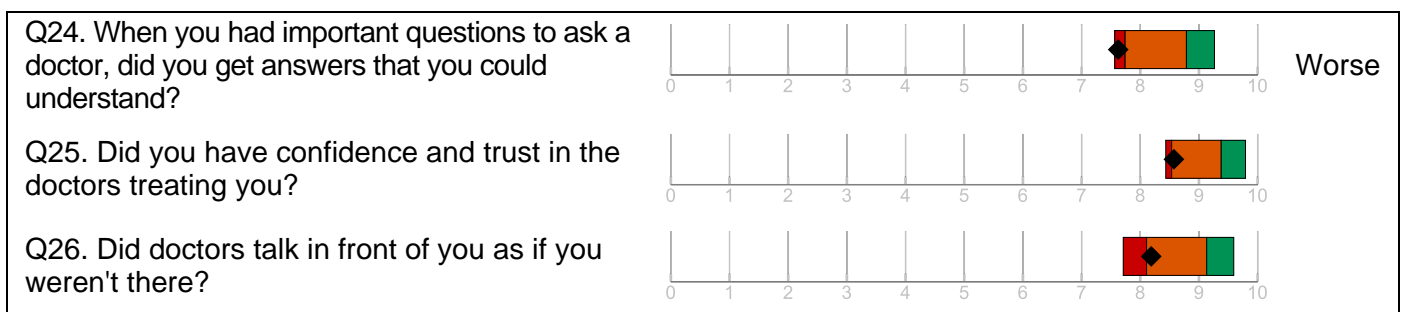 Q24. When you had important questions to ask a
doctor, did you get answers that you could
understand?
0 1 2 3 4 5 6 7 8 9 10
Worse
Q25. Did you have confidence and trust in the
doctors treating you?
0 1 2 3 4 5 6 7 8 9 10
Q26. Did doctors talk in front of you as if you
weren't there?
0 1 2 3 4 5 6 7 8 9 10